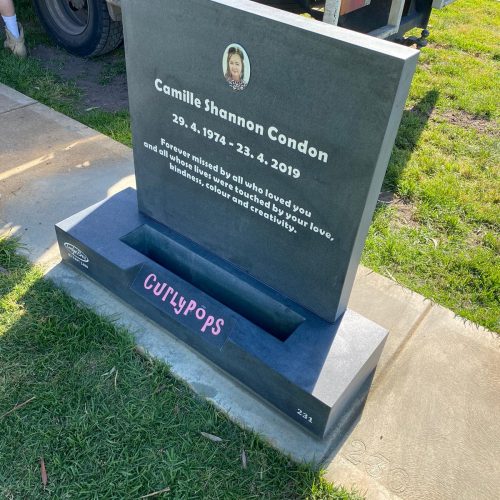 Camille Shannon Condon
29. 4. 1974 - 23. 4. 2019
Forever missed by all who loved you
and all whose lives were touched by your love,
kindness, colour and creativity.
CURLYPOPS
231